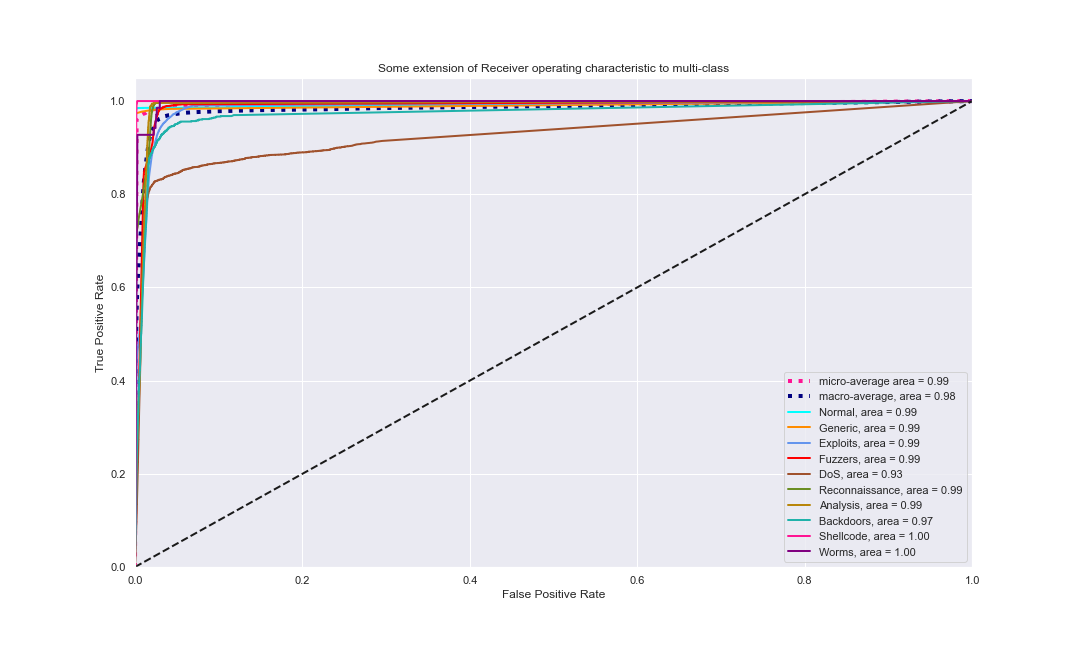 Some extension of Receiver operating characteristic to multi-class
True Positive Rate
1.0
0.8
0.6
0.4
0.2
0.0
0.0 0.2 0.4 0.6 0.8 1.0
False Positive Rate
micro-average area = 0.99
macro-average, area = 0.98
Normal, area = 0.99
Generic, area = 0.99
Exploits, area = 0.99
Fuzzers, area = 0.99
DoS, area = 0.93
Reconnaissance, area = 0.99
Analysis, area = 0.99
Backdoors, area = 0.97
Shellcode, area = 1.00
Worms, area = 1.00